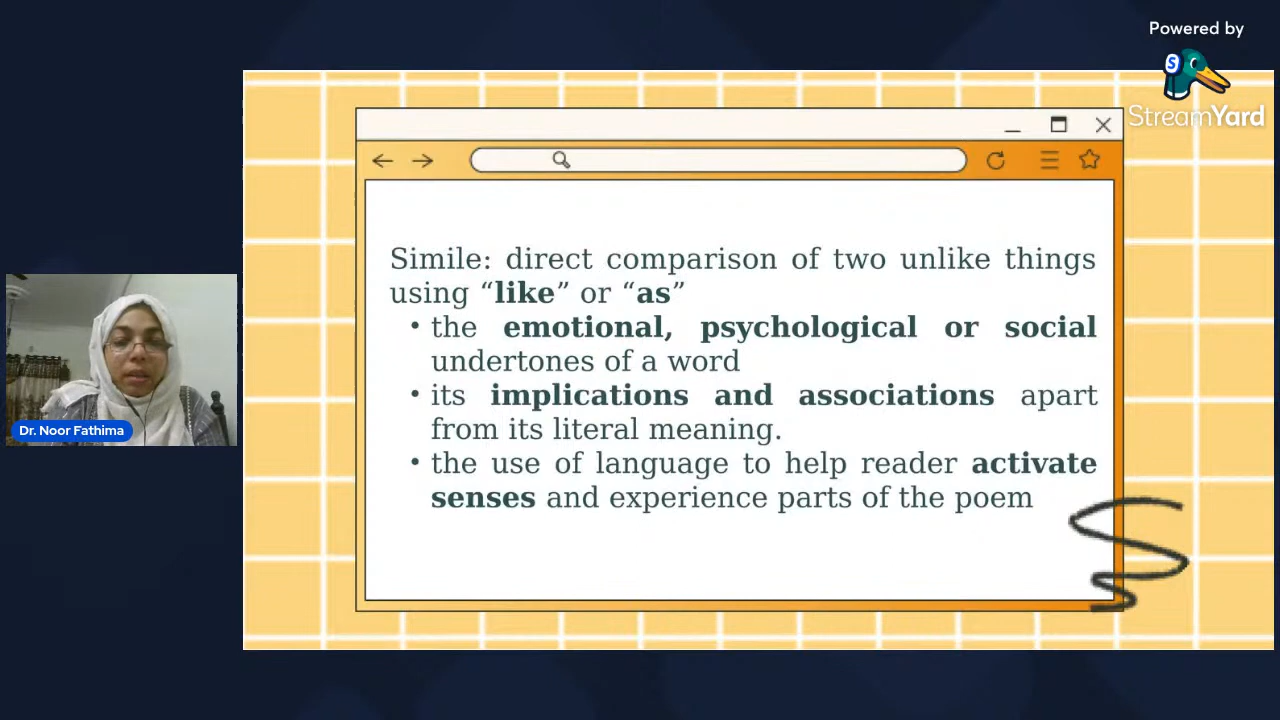 Powered by
S
StreamYard
Simile: direct comparison of two unlike things
using “like” or “as”
• the emotional, psychological or social
undertones of a word
• its implications and associations apart
from its literal meaning.
• the use of language to help reader activate
senses and experience parts of the poem
Dr. Noor Fathima